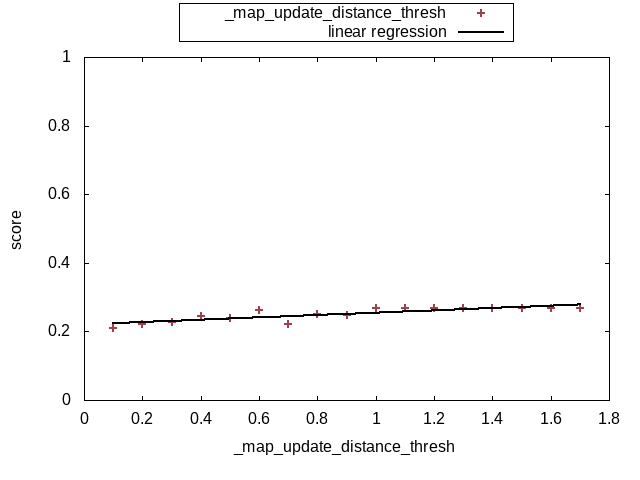 _map_update_distance_thresh
linear regression
1
0.8
0.6
0.4
0.2
0
score
0 0.2 0.4 0.6 0.8 1 1.2 1.4 1.6 1.8
_map_update_distance_thresh